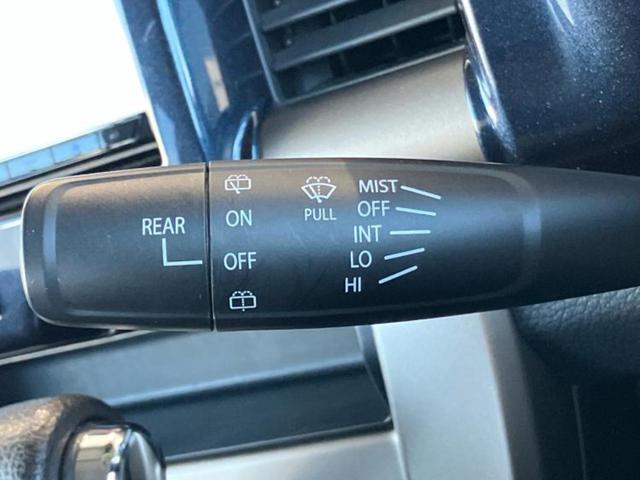 REAR
ON
OFF
PULL
MIST
OFF
INT
LO
HI